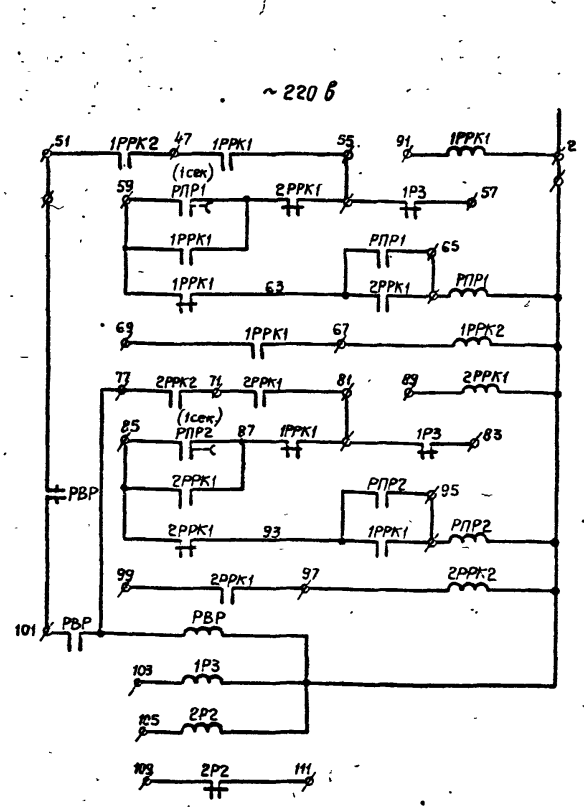 ~220 в
51 1РРК2 47 1РРК1 55 91 1РРК1 2
(1сек)
59 РПР1 2РРК1 1РЗ 57
1РРК1
РПР1 65
1РРК1 63 2РРК1 РПР1
69 1РРК1 67 1РРК2
77 2РРК2 71 2РРК1 81 89 2РРК1
(1сек.)
85 РПР2 87 1РРК1 1РЗ 83
2РРК1
РВР РПР2 95
2РРК1 93 1РРК1 РПР2
99 2РРК1 97 2РРК2
101 РВР РВР
103 1РЗ
105 2Р2
109 2Р2 111